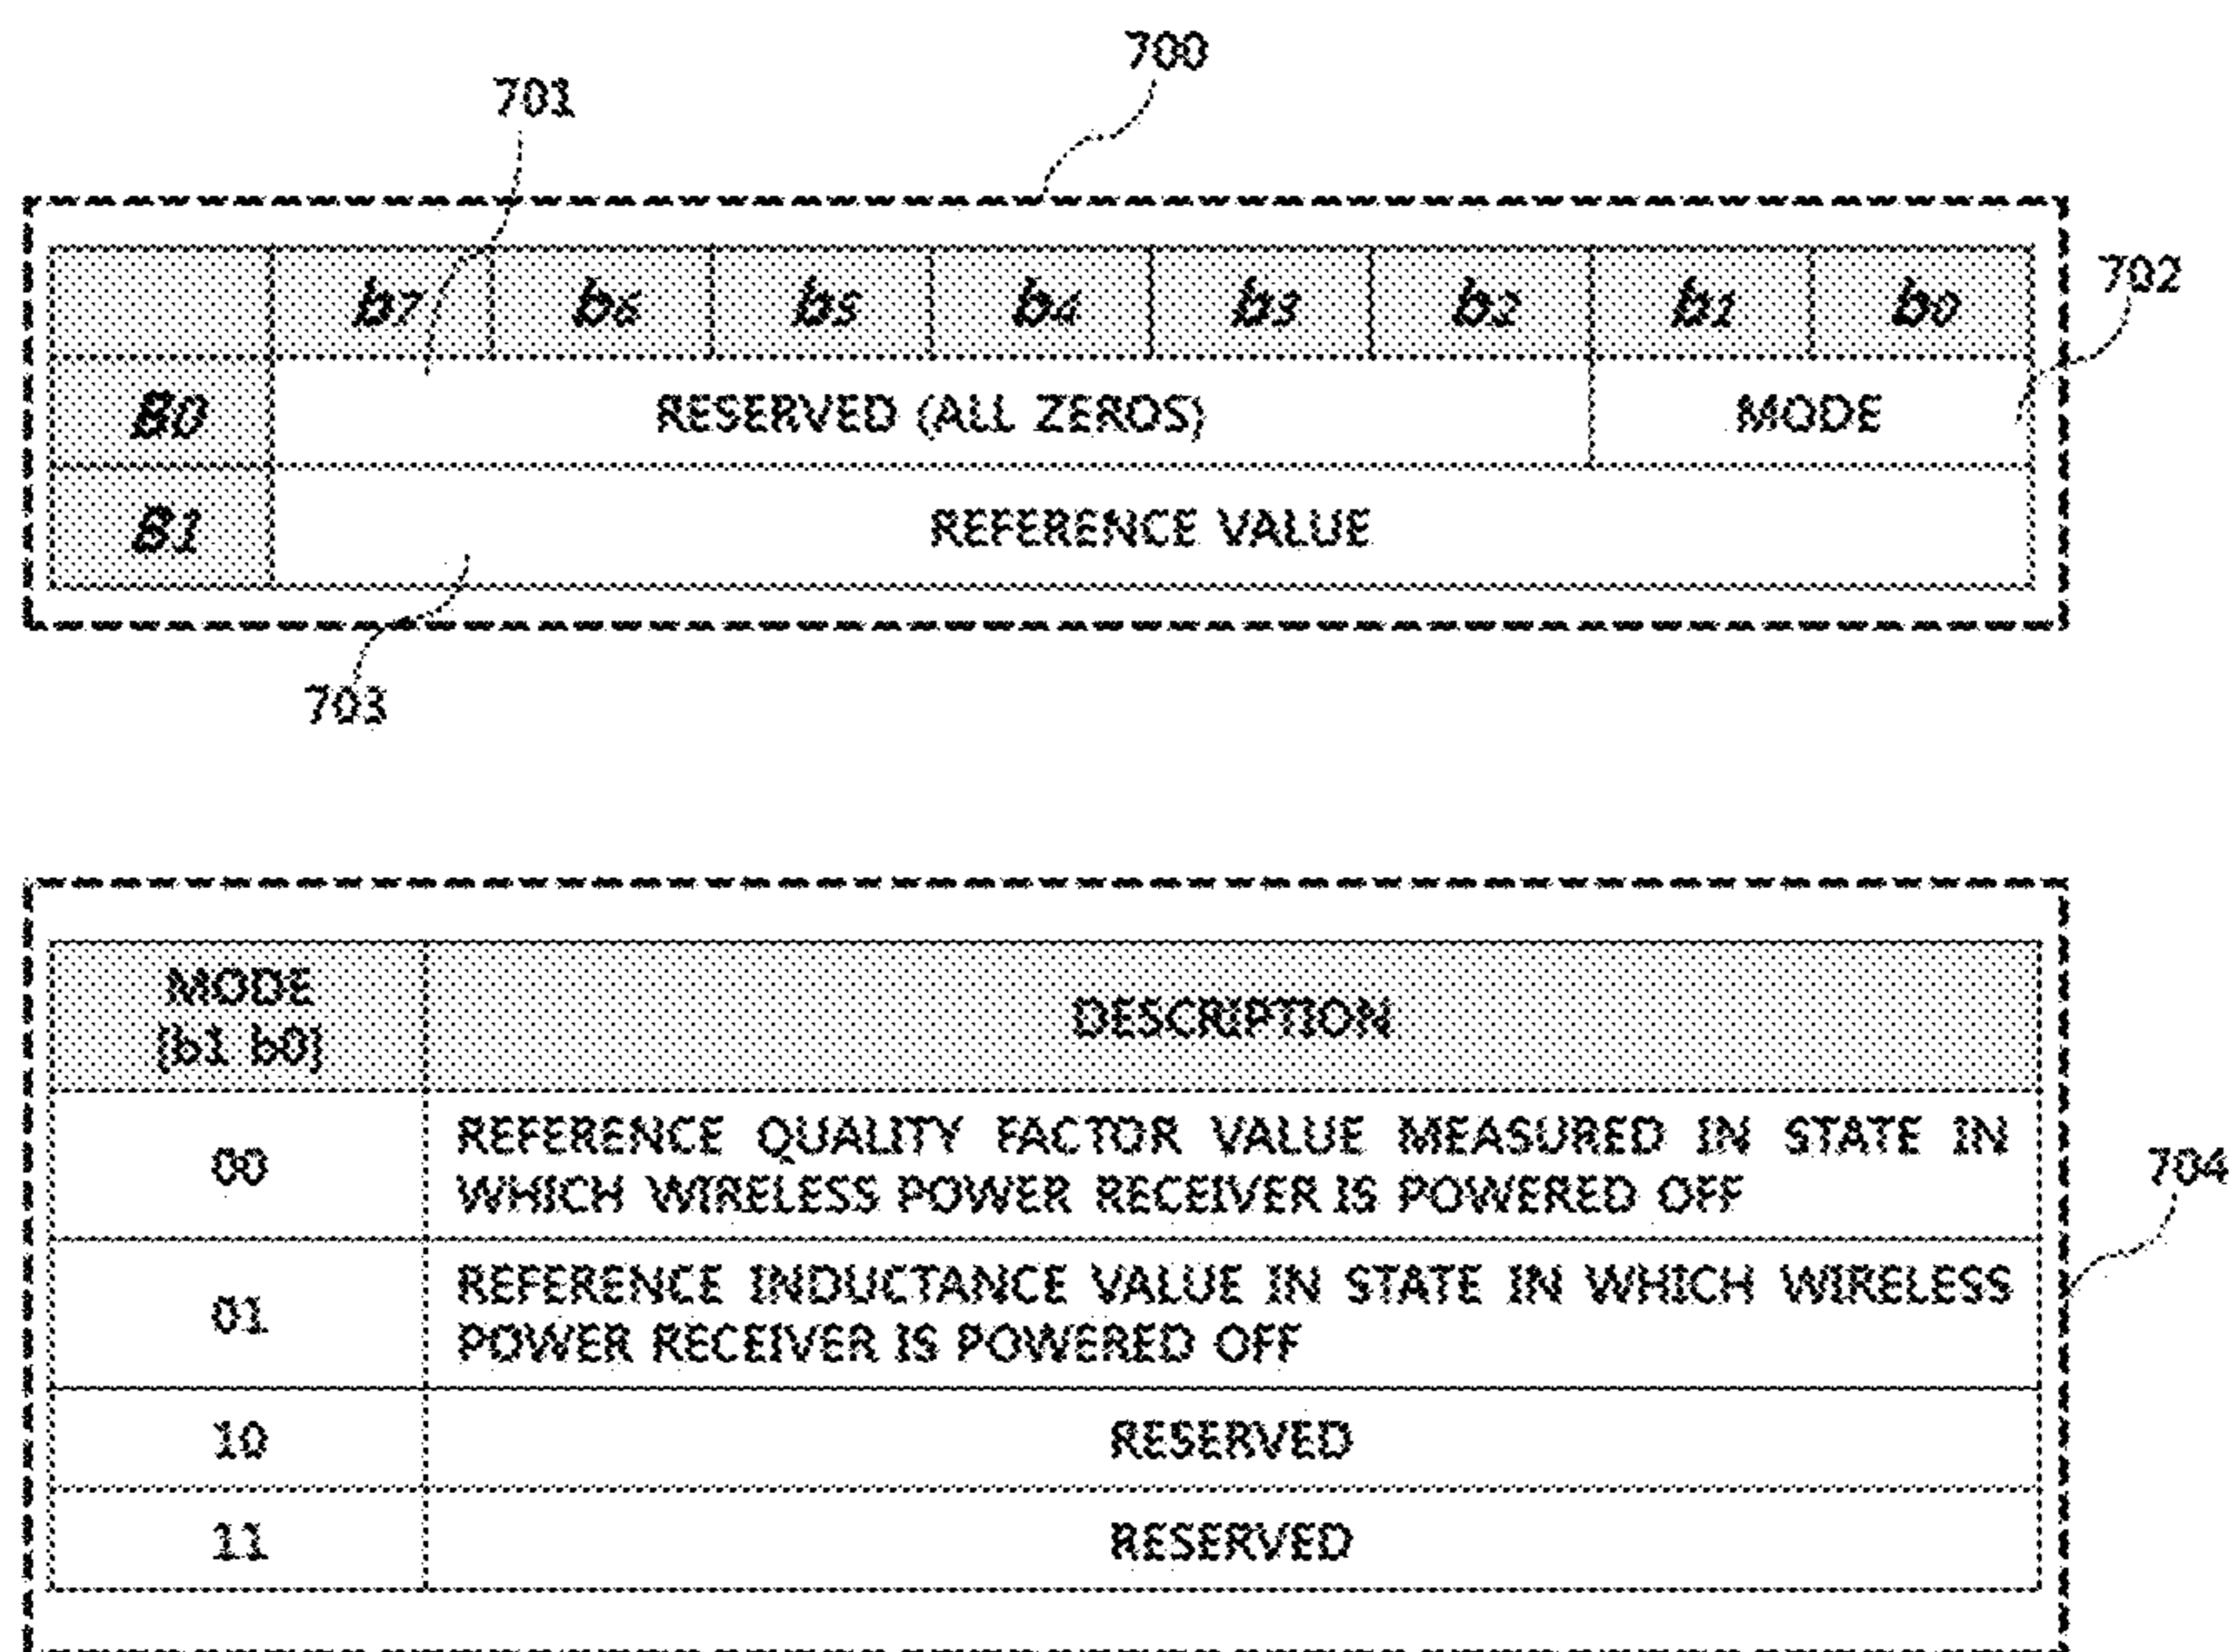 700
701
b7 b6 b5 b4 b3 b2 b1 b0
702
B0 RESERVED (ALL ZEROS) MODE
B1 REFERENCE VALUE
703
MODE
[b1 b0]
DESCRIPTION
00
REFERENCE QUALITY FACTOR VALUE MEASURED IN STATE IN
WHICH WIRELESS POWER RECEIVER IS POWERED OFF
704
01
REFERENCE INDUCTANCE VALUE IN STATE IN WHICH WIRELESS
POWER RECEIVER IS POWERED OFF
10 RESERVED
11 RESERVED